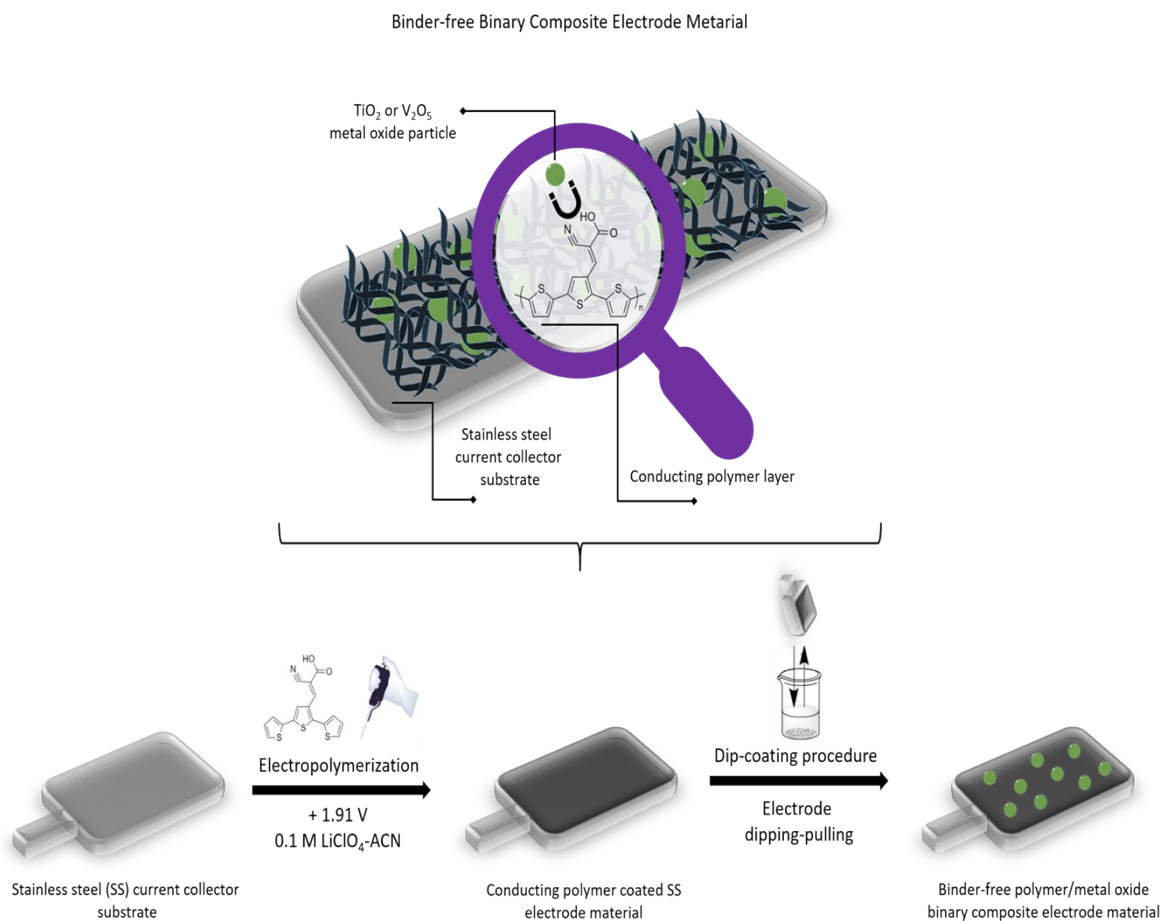 Binder-free Binary Composite Electrode Metarial
TiO₂ or V₂O₅
metal oxide particle
HO
N
O
S
S
S
n
Stainless steel
current collector
substrate
Conducting polymer layer
HO
N
O
S
S
S
Electropolymerization
+ 1.91 V
0.1 M LiClO₄-ACN
Dip-coating procedure
Electrode
dipping-pulling
Stainless steel (SS) current collector
substrate
Conducting polymer coated SS
electrode material
Binder-free polymer/metal oxide
binary composite electrode material